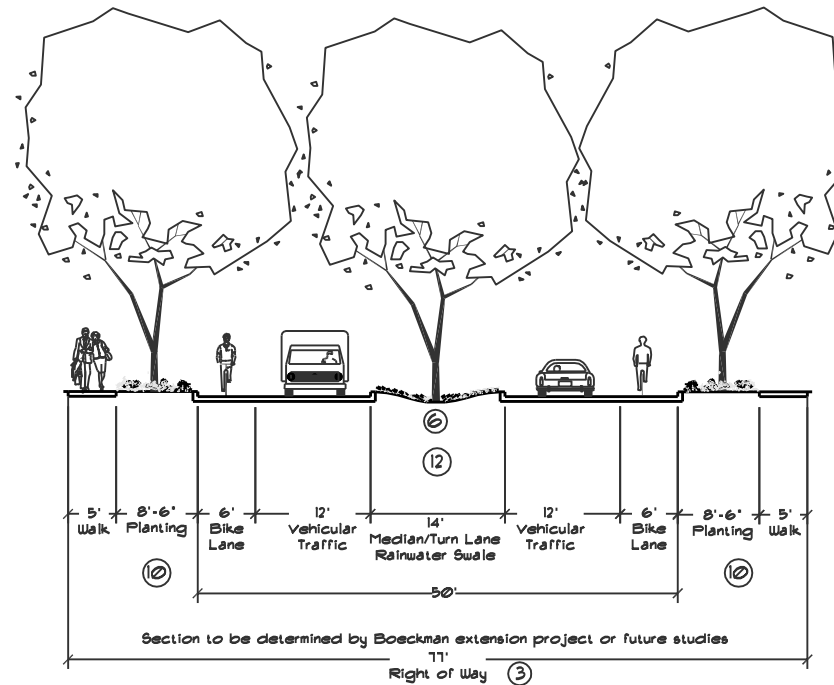 6
12
5' 8'-6" 6' 12' 14' 12' 6' 8'-6" 5'
Walk Planting Bike Vehicular Median/Turn Lane Vehicular Bike Planting Walk
Lane Traffic Rainwater Swale Traffic Lane
10 10
50'
Section to be determined by Boeckman extension project or future studies
77'
Right of Way 3